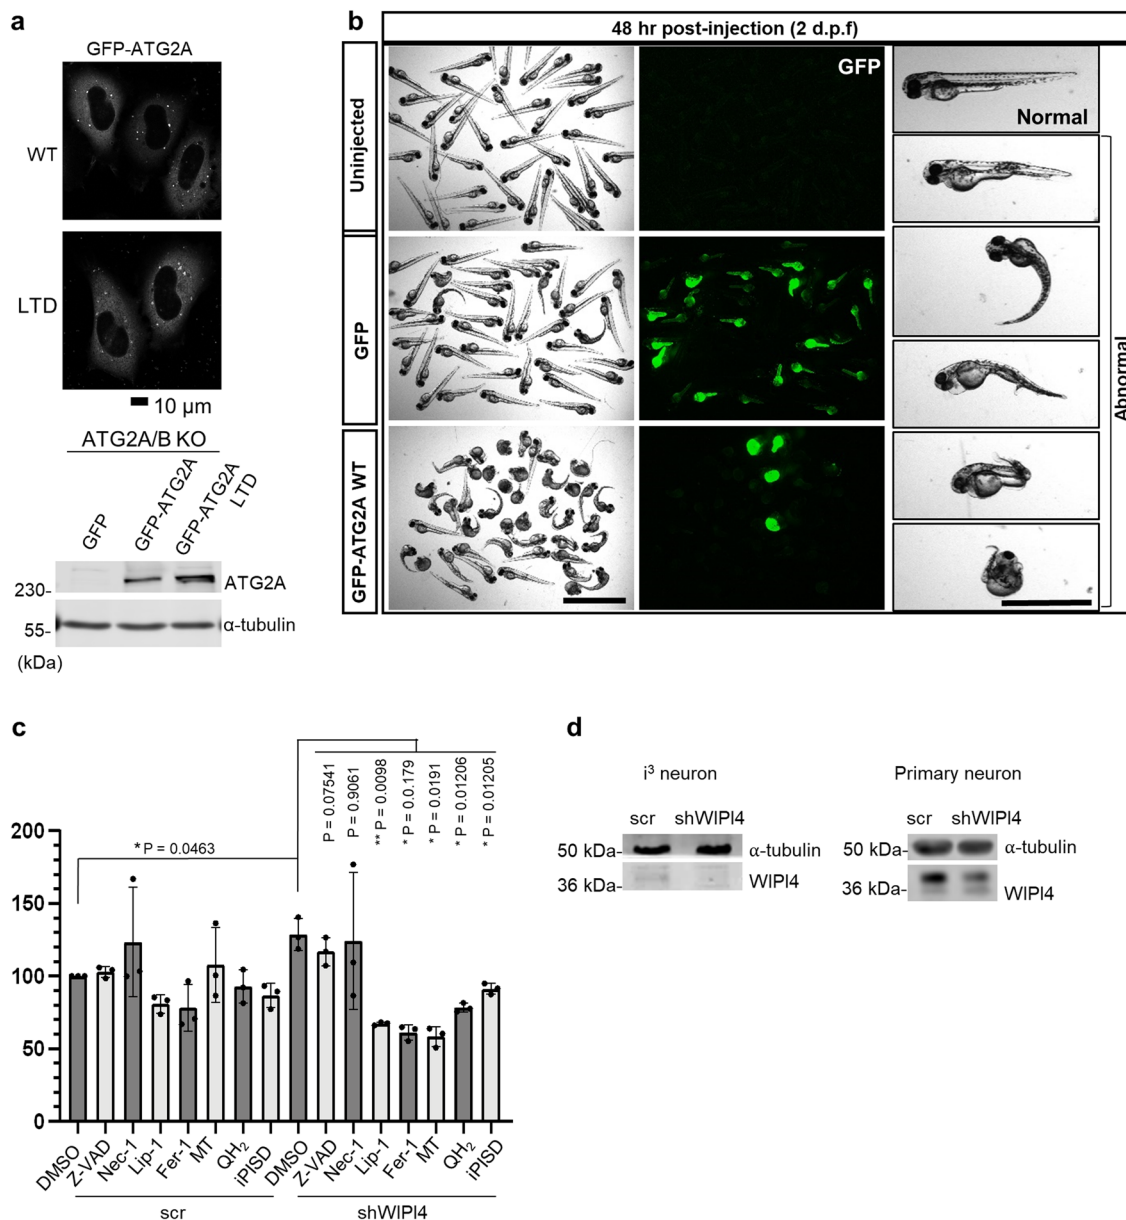 a
GFP-ATG2A
WT
LTD
10 µm
ATG2A/B KO
GFP
GFP-ATG2A
GFP-ATG2A
LTD
230-
ATG2A
55-
α-tubulin
(kDa)
b
48 hr post-injection (2 d.p.f)
Uninjected
GFP
GFP-ATG2A WT
GFP
Normal
Abnormal
c
* P = 0.0463
P = 0.07541
P = 0.9061
** P = 0.0098
* P = 0.0.179
* P = 0.0191
* P = 0.01206
* P = 0.01205
200
150
100
50
0
DMSO
Z-VAD
Nec-1
Lip-1
Fer-1
MT
QH₂
iPISD
DMSO
Z-VAD
Nec-1
Lip-1
Fer-1
MT
QH₂
iPISD
scr
shWIPI4
d
i³ neuron
scr shWIPI4
50 kDa- α-tubulin
36 kDa- WIPI4
Primary neuron
scr shWIPI4
50 kDa- α-tubulin
36 kDa- WIPI4